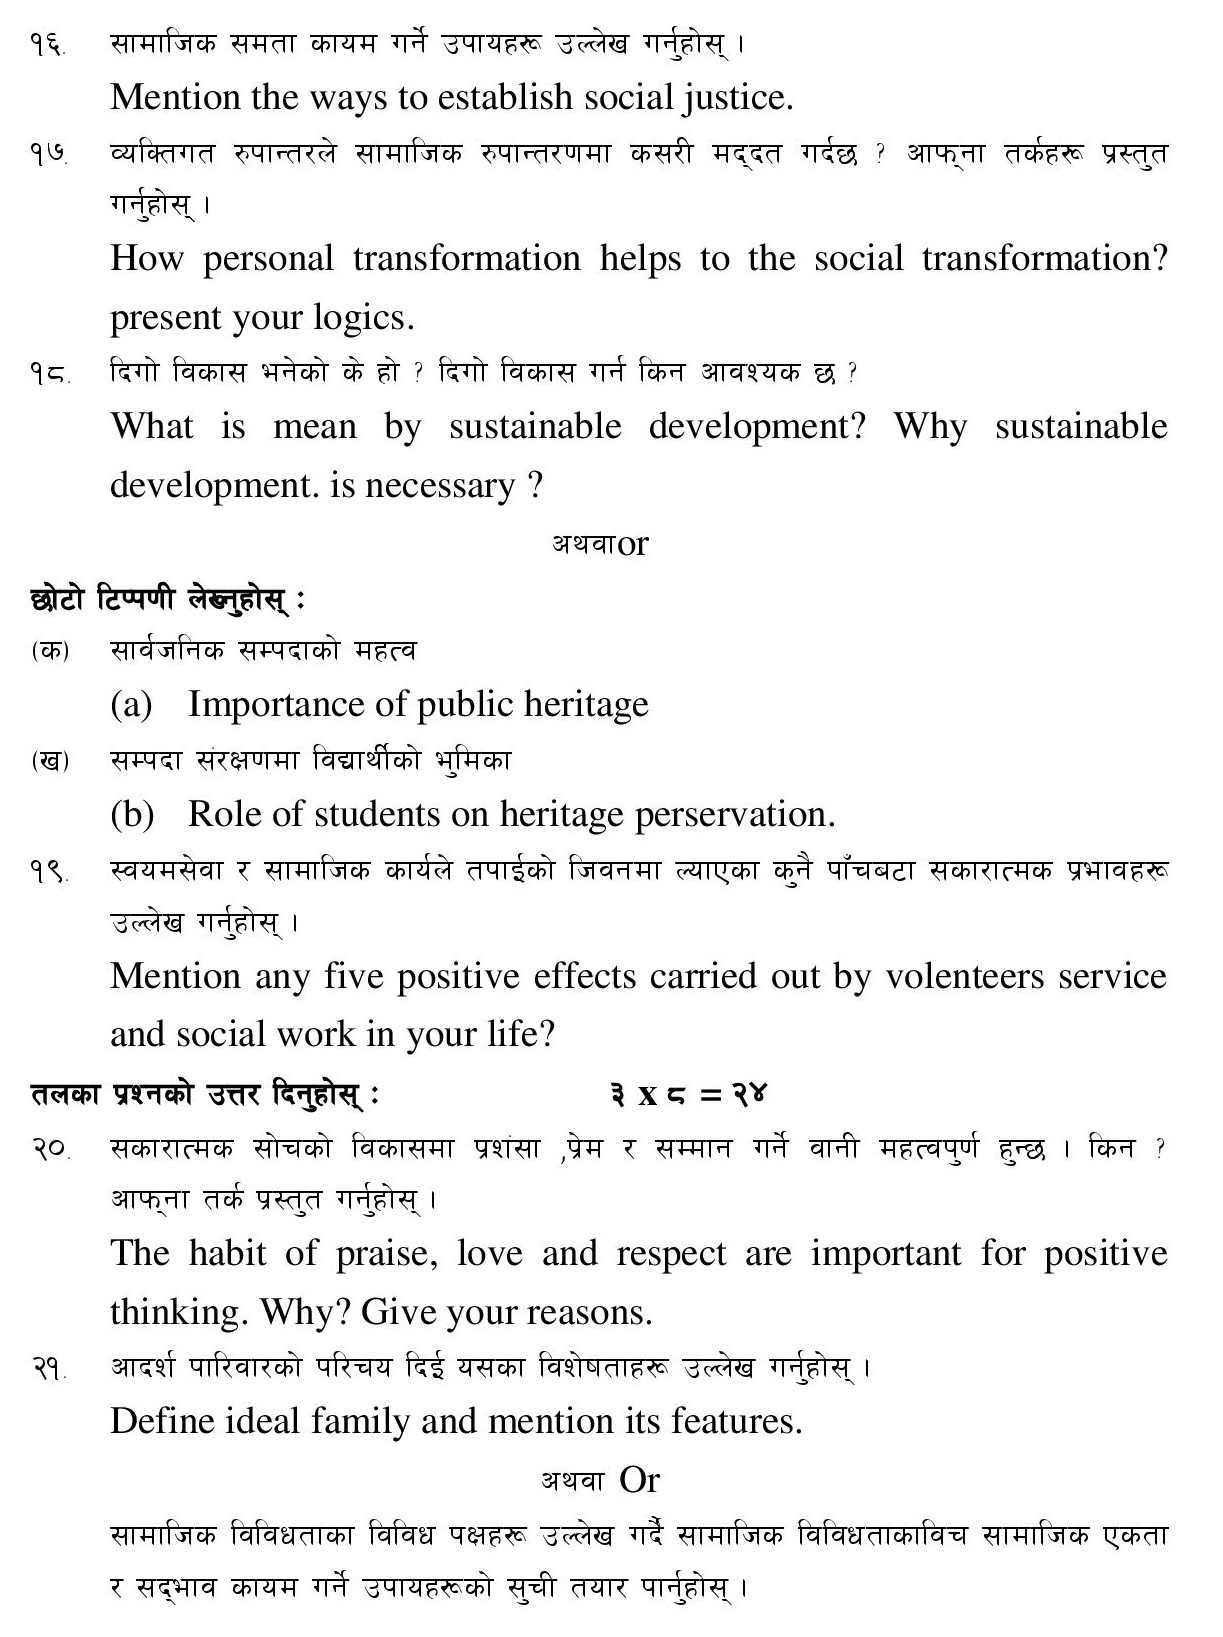 १६. सामाजिक समता कायम गर्ने उपायहरू उल्लेख गर्नुहोस् ।
Mention the ways to establish social justice.
१७. व्यक्तिगत रुपान्तरले सामाजिक रुपान्तरणमा कसरी मद्दत गर्दछ ? आफ्ना तर्कहरू प्रस्तुत
गर्नुहोस् ।
How personal transformation helps to the social transformation?
present your logics.
१८. दिगो विकास भनेको के हो ? दिगो विकास गर्न किन आवश्यक छ ?
What is mean by sustainable development? Why sustainable
development. is necessary ?
अथवाor
छोटो टिप्पणी लेख्नुहोस् :
(क) सार्वजनिक सम्पदाको महत्व
(a) Importance of public heritage
(ख) सम्पदा संरक्षणमा विद्यार्थीको भुमिका
(b) Role of students on heritage perservation.
१९. स्वयमसेवा र सामाजिक कार्यले तपाईको जिवनमा ल्याएका कुनै पाँचबटा सकारात्मक प्रभावहरू
उल्लेख गर्नुहोस् ।
Mention any five positive effects carried out by volenteers service
and social work in your life?
तलका प्रश्नको उत्तर दिनुहोस् : ३ x ८ = २४
२०. सकारात्मक सोचको विकासमा प्रशंसा ,प्रेम र सम्मान गर्ने वानी महत्वपुर्ण हुन्छ । किन ?
आफ्ना तर्क प्रस्तुत गर्नुहोस् ।
The habit of praise, love and respect are important for positive
thinking. Why? Give your reasons.
२१. आदर्श पारिवारको परिचय दिई यसका विशेषताहरू उल्लेख गर्नुहोस् ।
Define ideal family and mention its features.
अथवा Or
सामाजिक विविधताका विविध पक्षहरू उल्लेख गर्दै सामाजिक विविधताकाविच सामाजिक एकता
र सद्भाव कायम गर्ने उपायहरूको सुची तयार पार्नुहोस् ।